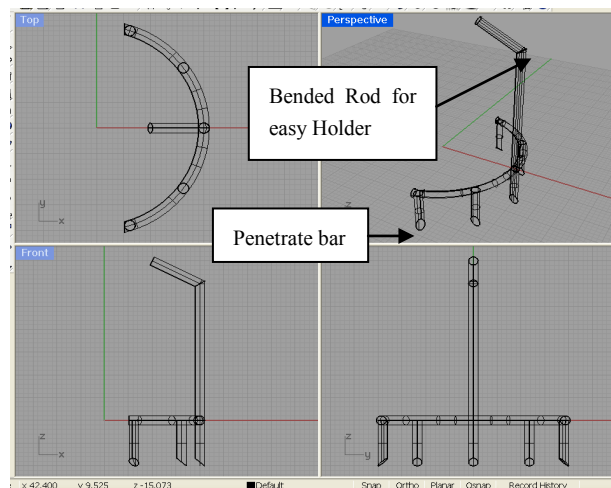 Top
Perspective
Bended Rod for
easy Holder
y
x
z
Penetrate bar
Front
z
x
z
y
x 42.400 y 9.525 z -15.073 Default Snap Ortho Planar Osnap Record History